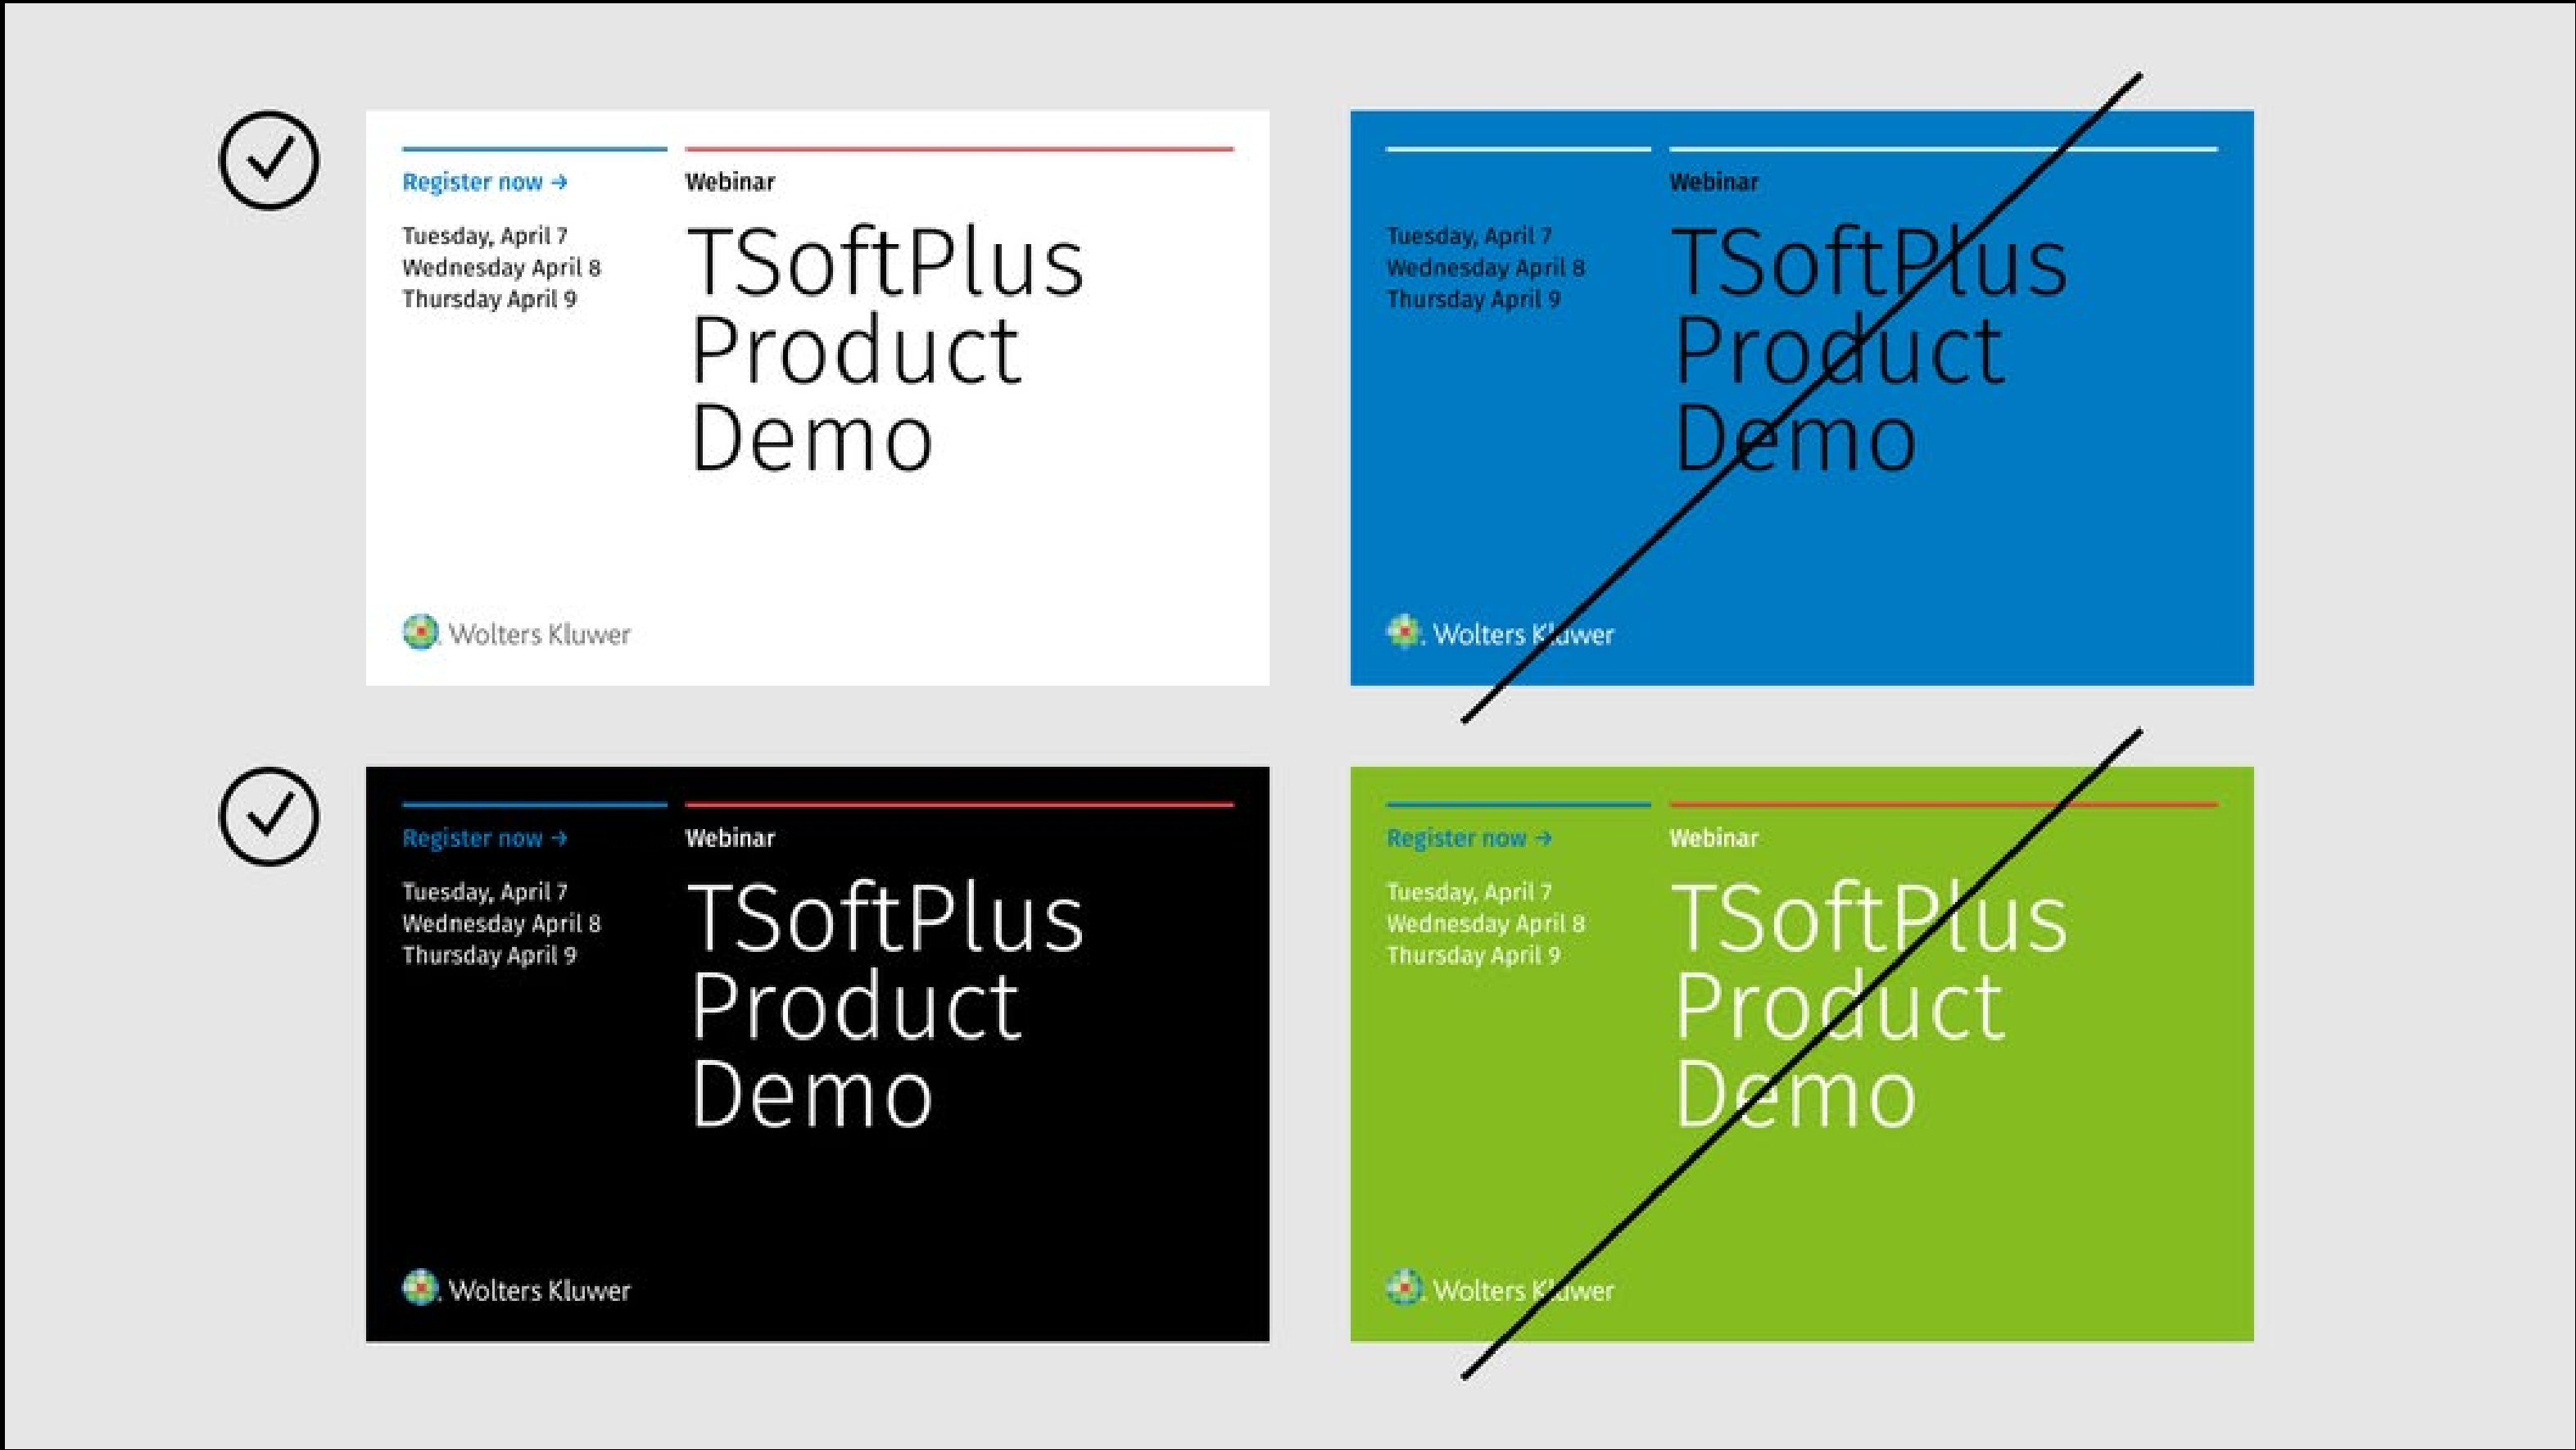 Register now →
Tuesday, April 7
Wednesday April 8
Thursday April 9
Webinar
TSoftPlus
Product
Demo
Wolters Kluwer
Tuesday, April 7
Wednesday April 8
Thursday April 9
Webinar
TSoftPlus
Product
Demo
Wolters Kluwer
Register now →
Tuesday, April 7
Wednesday April 8
Thursday April 9
Webinar
TSoftPlus
Product
Demo
Wolters Kluwer
Register now →
Tuesday, April 7
Wednesday April 8
Thursday April 9
Webinar
TSoftPlus
Product
Demo
Wolters Kluwer